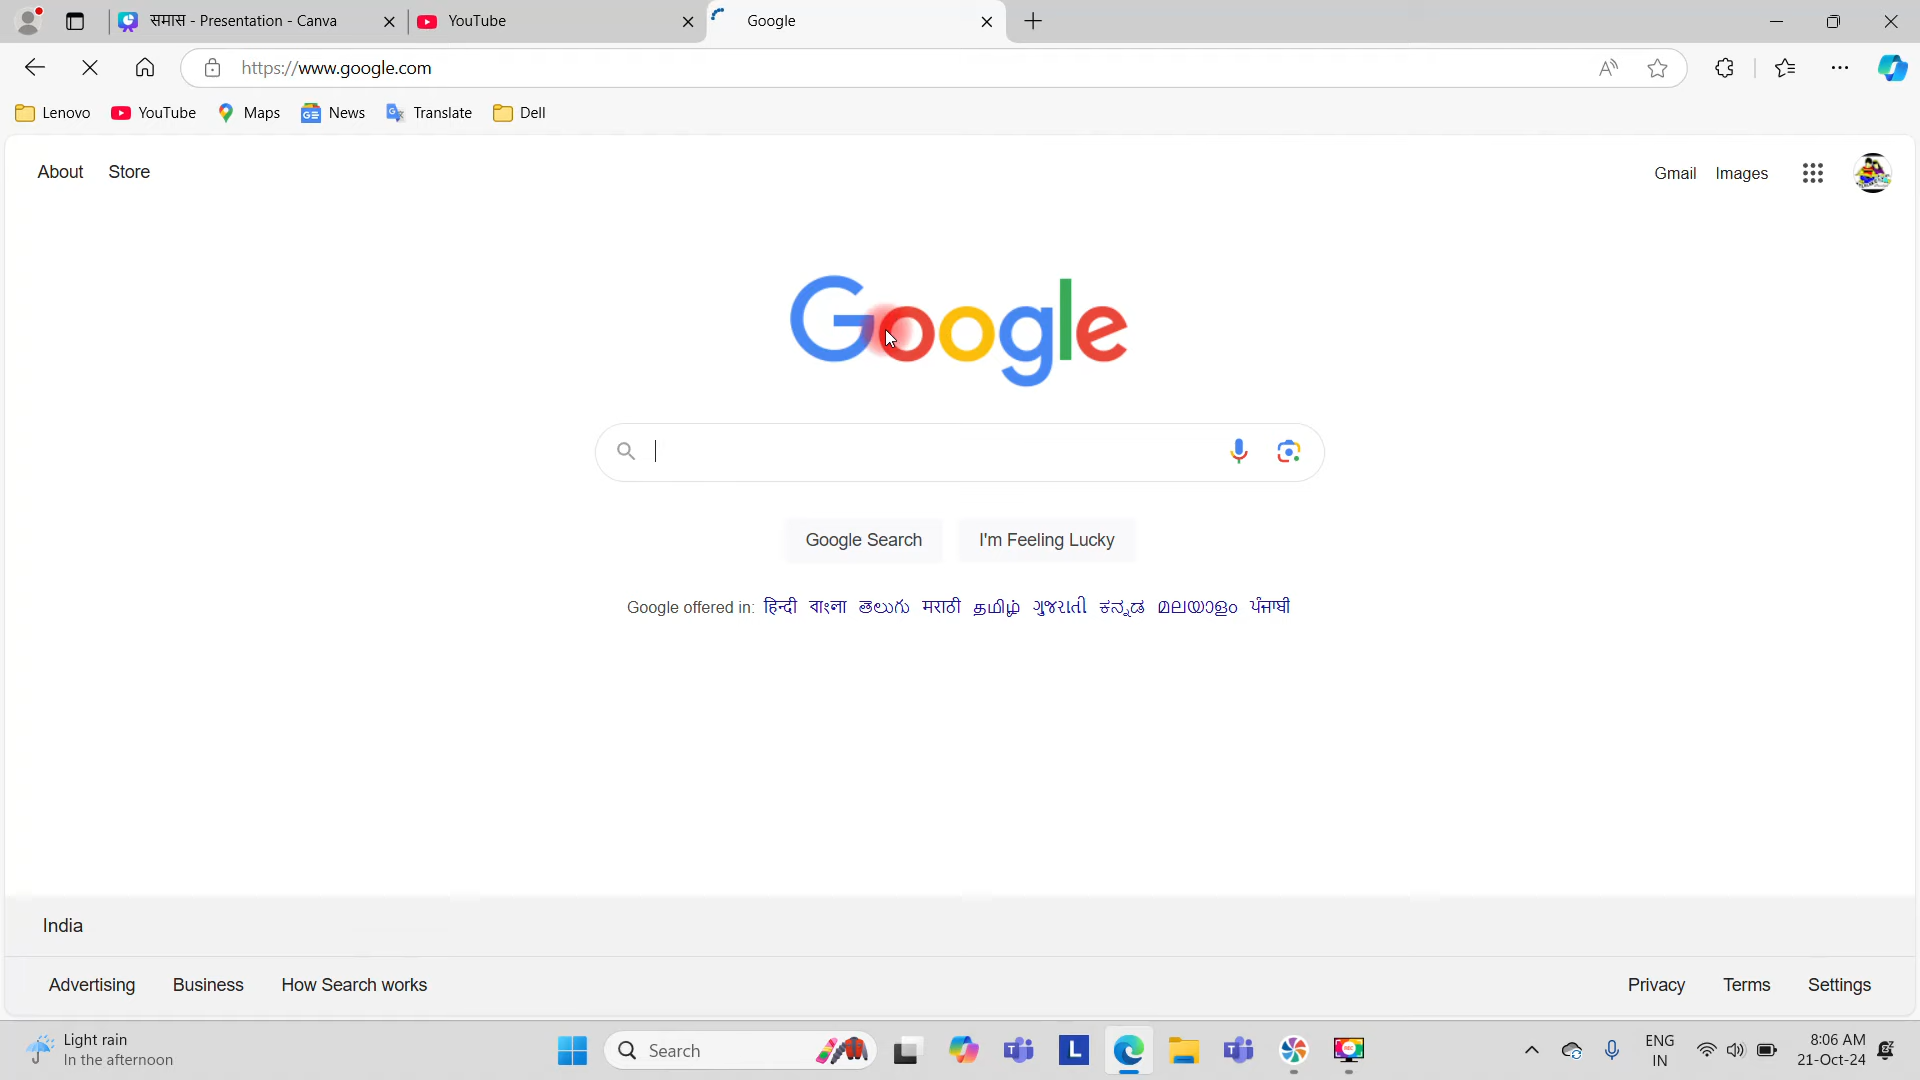 समास - Presentation - Canva YouTube Google
https://www.google.com
Lenovo YouTube Maps News Translate Dell
About Store Gmail Images
Google
Google Search I'm Feeling Lucky
Google offered in: हिन्दी বাংলা తెలుగు मराठी தமிழ் ગુજરાતી ಕನ್ನಡ മലയാളം ਪੰਜਾਬੀ
India
Advertising Business How Search works Privacy Terms Settings
Light rain
In the afternoon
Search
L
ENG
IN
8:06 AM
21-Oct-24